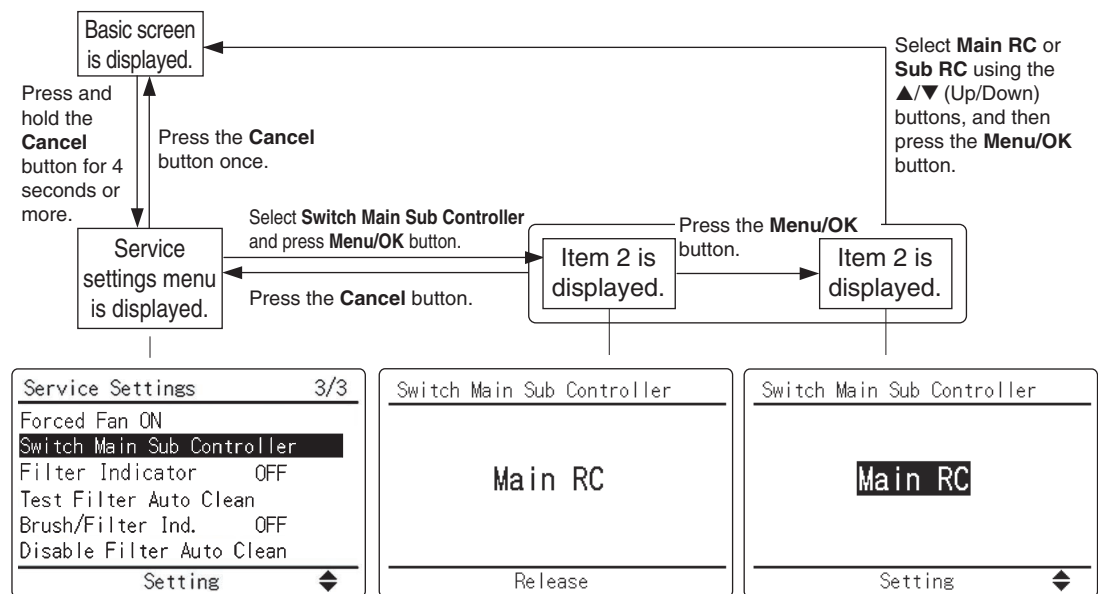 Basic screen
is displayed.
Press and
hold the
Cancel
button for 4
seconds or
more.
Press the Cancel
button once.
Select Main RC or
Sub RC using the
▲/▼ (Up/Down)
buttons, and then
press the Menu/OK
button.
Service
settings menu
is displayed.
Select Switch Main Sub Controller
and press Menu/OK button.
Press the Cancel button.
Item 2 is
displayed.
Press the Menu/OK
button.
Item 2 is
displayed.
Service Settings 3/3
Forced Fan ON
Switch Main Sub Controller
Filter Indicator OFF
Test Filter Auto Clean
Brush/Filter Ind. OFF
Disable Filter Auto Clean
Setting
Switch Main Sub Controller
Main RC
Release
Switch Main Sub Controller
Main RC
Setting